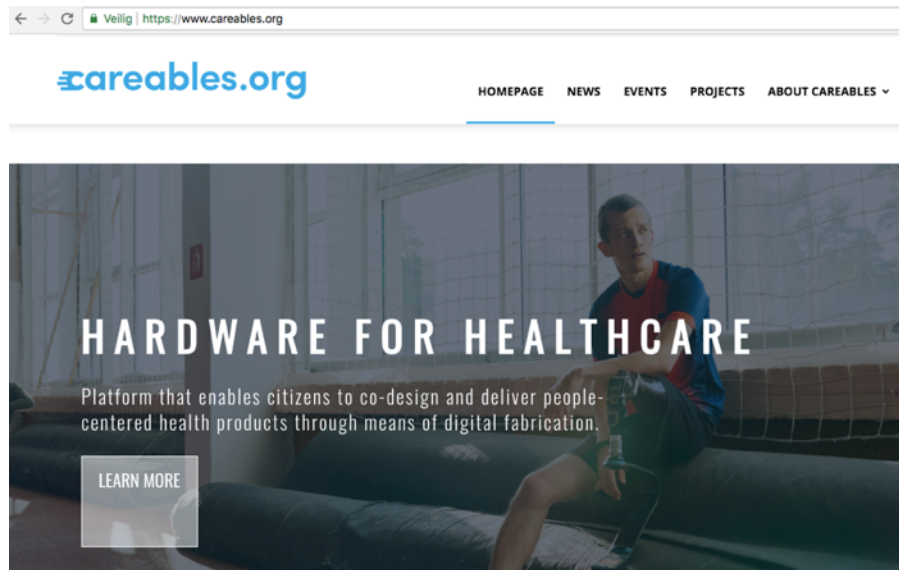 Veilig | https://www.careables.org
careables.org
HOMEPAGE NEWS EVENTS PROJECTS ABOUT CAREABLES
HARDWARE FOR HEALTHCARE
Platform that enables citizens to co-design and deliver people-
centered health products through means of digital fabrication.
LEARN MORE